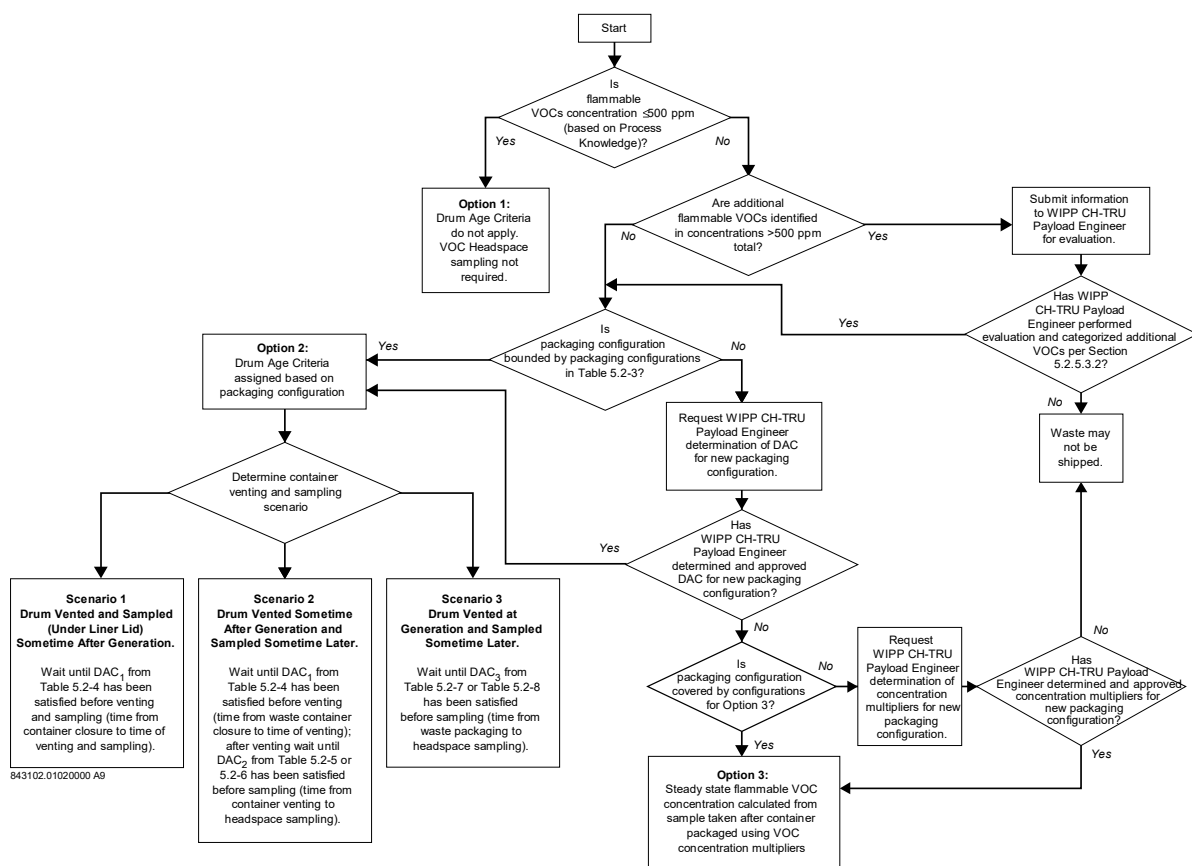 Start
Is
flammable
VOCs concentration ≤500 ppm
(based on Process
Knowledge)?
Yes
No
Option 1:
Drum Age Criteria
do not apply.
VOC Headspace
sampling not
required.
Are additional
flammable VOCs identified
in concentrations >500 ppm
total?
No
Yes
Submit information
to WIPP CH-TRU
Payload Engineer
for evaluation.
Has WIPP
CH-TRU Payload
Engineer performed
evaluation and categorized additional
VOCs per Section
5.2.5.3.2?
Yes
No
Waste may
not be
shipped.
Is
packaging configuration
bounded by packaging configurations
in Table 5.2-3?
Yes
No
Option 2:
Drum Age Criteria
assigned based on
packaging configuration
Request WIPP CH-TRU
Payload Engineer
determination of DAC
for new packaging
configuration.
Determine container
venting and sampling
scenario
Has
WIPP CH-TRU
Payload Engineer
determined and approved
DAC for new packaging
configuration?
Yes
No
Scenario 1
Drum Vented and Sampled
(Under Liner Lid)
Sometime After Generation.
Wait until DAC1 from
Table 5.2-4 has been
satisfied before venting
and sampling (time from
container closure to time of
venting and sampling).
Scenario 2
Drum Vented Sometime
After Generation and
Sampled Sometime Later.
Wait until DAC1 from
Table 5.2-4 has been
satisfied before venting
(time from waste container
closure to time of venting);
after venting wait until
DAC2 from Table 5.2-5 or
5.2-6 has been satisfied
before sampling (time from
container venting to
headspace sampling).
Scenario 3
Drum Vented at
Generation and Sampled
Sometime Later.
Wait until DAC3 from
Table 5.2-7 or Table 5.2-8
has been satisfied
before sampling (time from
waste packaging to
headspace sampling).
Is
packaging configuration
covered by configurations
for Option 3?
No
Yes
Request
WIPP CH-TRU
Payload Engineer
determination of
concentration
multipliers for new
packaging
configuration.
Has
WIPP CH-TRU Payload
Engineer determined and approved
concentration multipliers for
new packaging
configuration?
No
Yes
Option 3:
Steady state flammable VOC
concentration calculated from
sample taken after container
packaged using VOC
concentration multipliers
843102.01020000 A9